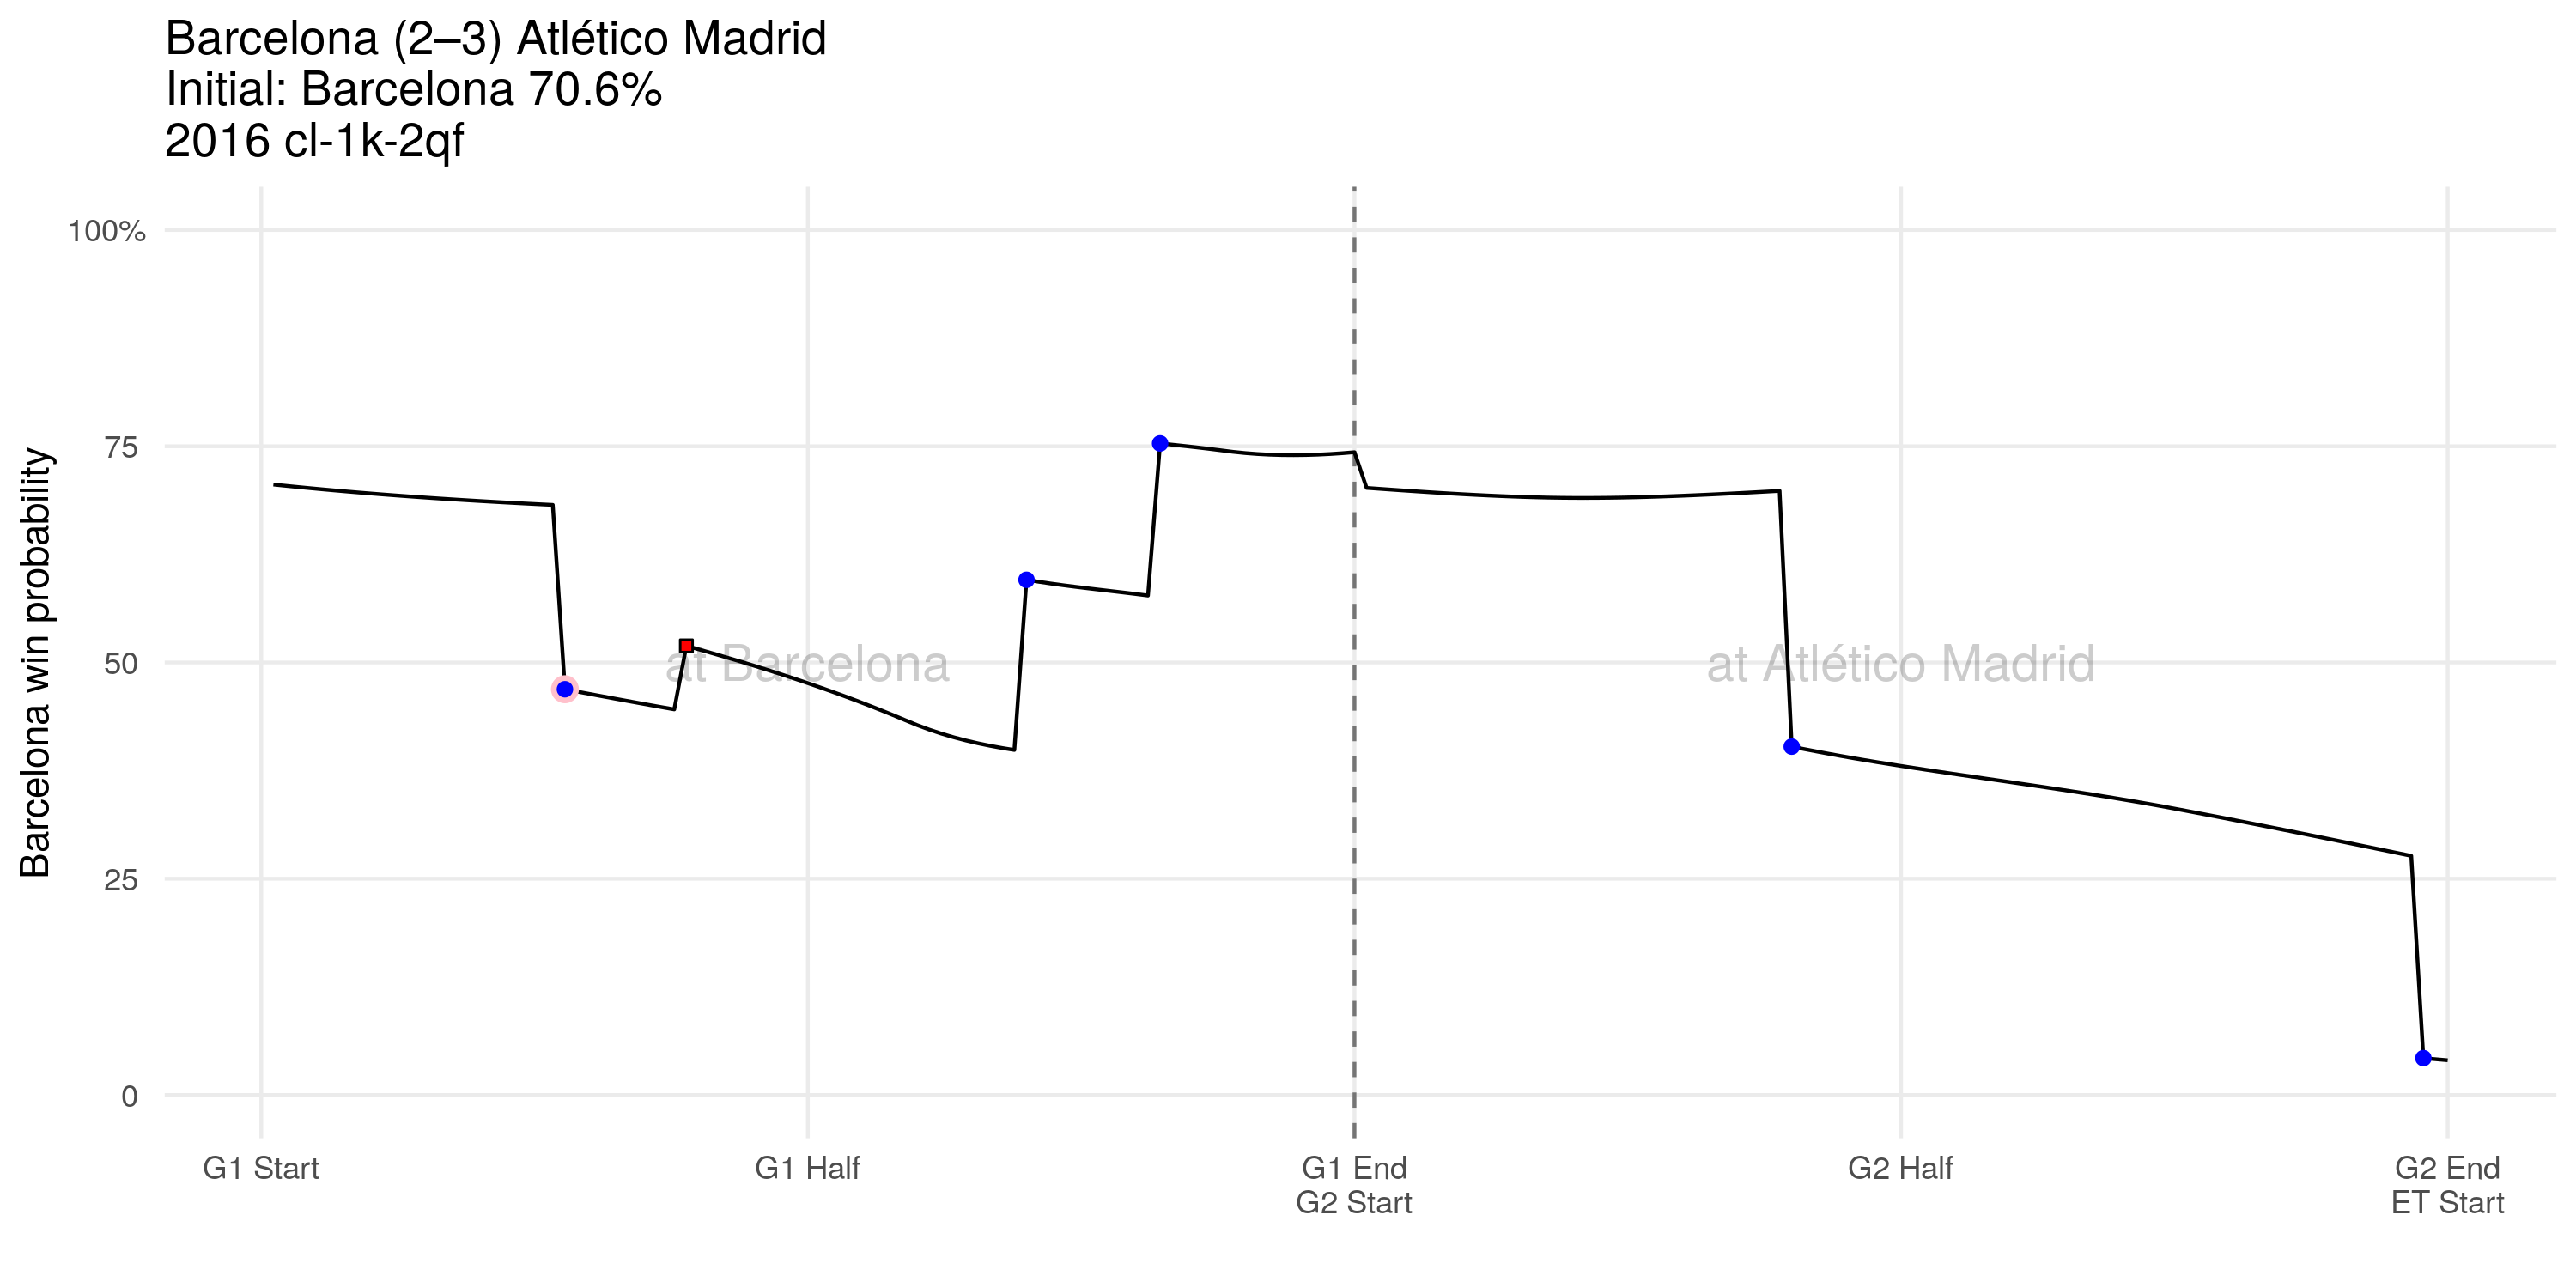 Barcelona (2–3) Atlético Madrid
Initial: Barcelona 70.6%
2016 cl-1k-2qf
Barcelona win probability
100%
75
50
25
0
at Barcelona
at Atlético Madrid
G1 Start
G1 Half
G1 End
G2 Start
G2 Half
G2 End
ET Start